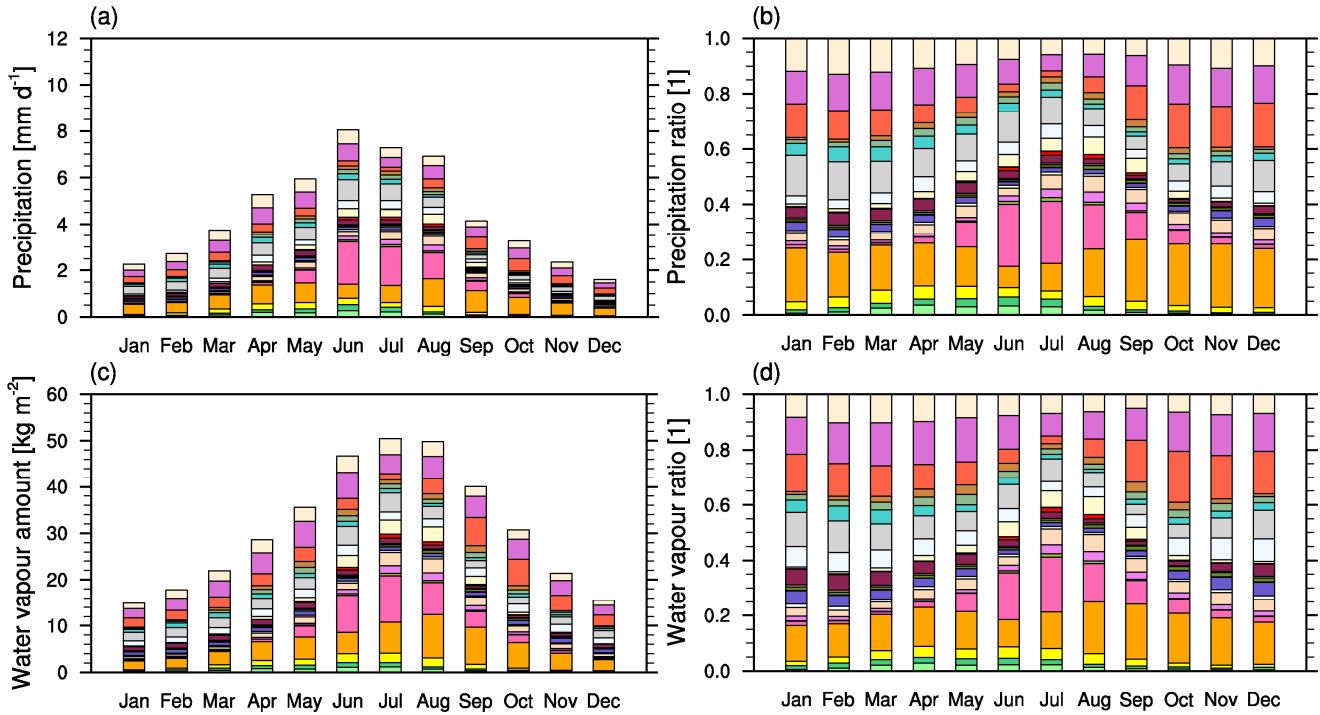 (a)
Precipitation [mm d-1]
12
10
8
6
4
2
0
Jan Feb Mar Apr May Jun Jul Aug Sep Oct Nov Dec
(b)
Precipitation ratio [1]
1.0
0.8
0.6
0.4
0.2
0.0
Jan Feb Mar Apr May Jun Jul Aug Sep Oct Nov Dec
(c)
Water vapour amount [kg m-2]
60
50
40
30
20
10
0
Jan Feb Mar Apr May Jun Jul Aug Sep Oct Nov Dec
(d)
Water vapour ratio [1]
1.0
0.8
0.6
0.4
0.2
0.0
Jan Feb Mar Apr May Jun Jul Aug Sep Oct Nov Dec